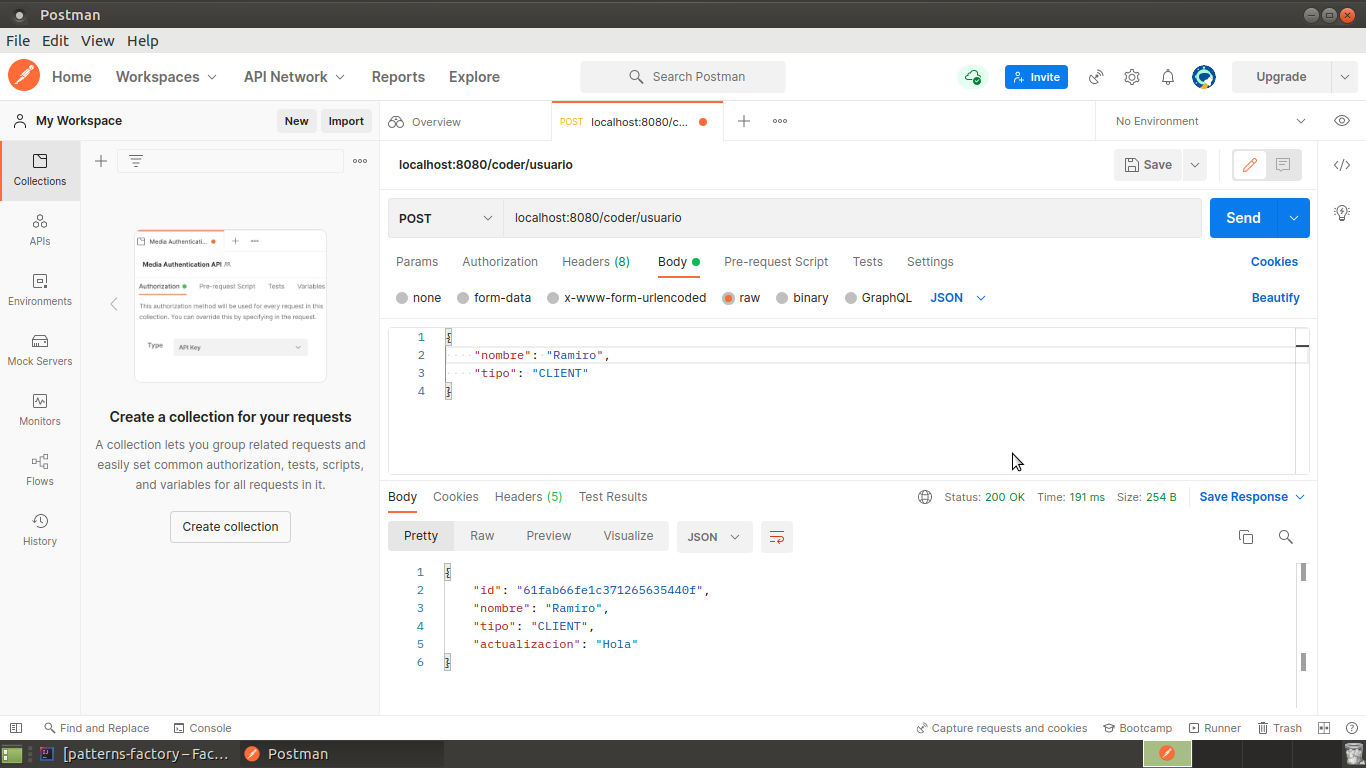 Postman
File Edit View Help
Home Workspaces API Network Reports Explore Search Postman Invite Upgrade
My Workspace New Import Overview POST localhost:8080/c... No Environment
Collections
APIs
Environments
Mock Servers
Monitors
Flows
History
Media Authenticati...
Media Authentication API
Authorization Pre-request Script Tests Variables
This authorization method will be used for every request in this
collection. You can override this by specifying in the request.
Type API Key
Create a collection for your requests
A collection lets you group related requests and
easily set common authorization, tests, scripts,
and variables for all requests in it.
Create collection
localhost:8080/coder/usuario Save
POST localhost:8080/coder/usuario Send
Params Authorization Headers (8) Body Pre-request Script Tests Settings Cookies
none form-data x-www-form-urlencoded raw binary GraphQL JSON Beautify
1 {
2 "nombre": "Ramiro",
3 "tipo": "CLIENT"
4 }
Body Cookies Headers (5) Test Results Status: 200 OK Time: 191 ms Size: 254 B Save Response
Pretty Raw Preview Visualize JSON
1 {
2 "id": "61fab66fe1c371265635440f",
3 "nombre": "Ramiro",
4 "tipo": "CLIENT",
5 "actualizacion": "Hola"
6 }
Find and Replace Console Capture requests and cookies Bootcamp Runner Trash
[patterns-factory – Fac... Postman